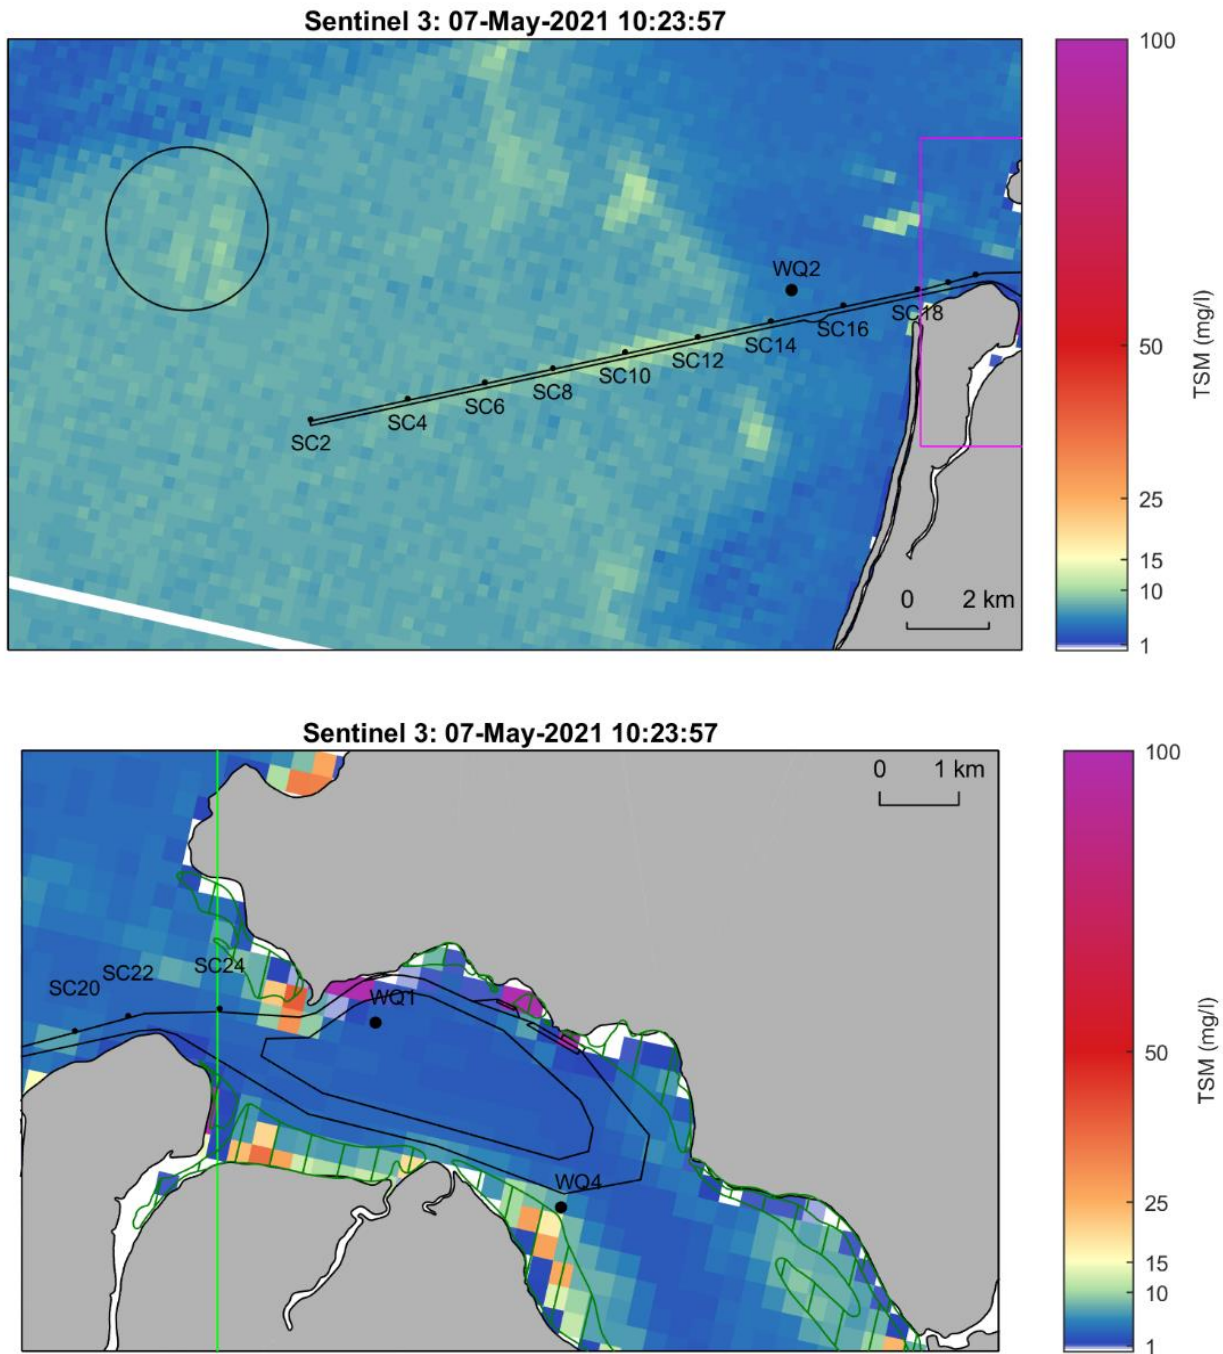 Sentinel 3: 07-May-2021 10:23:57
100
WQ2
SC18
SC16
SC14
SC12
SC10
SC8
SC6
SC4
SC2
50
TSM (mg/l)
25
15
10
1
0 2 km
Sentinel 3: 07-May-2021 10:23:57
100
0 1 km
SC24
SC22
SC20
WQ1
WQ4
50
TSM (mg/l)
25
15
10
1